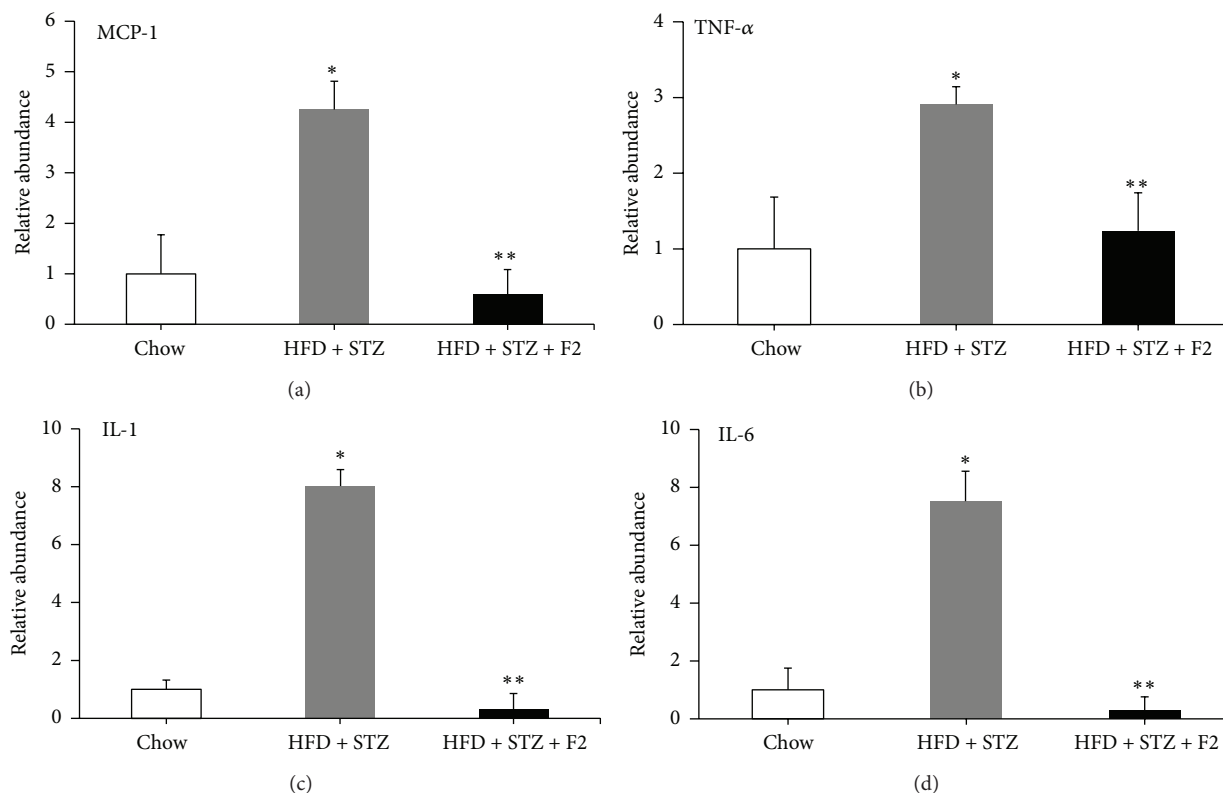 MCP-1
Relative abundance
6
5
4
3
2
1
0
*
**
Chow
HFD + STZ
HFD + STZ + F2
(a)
TNF-α
Relative abundance
4
3
2
1
0
*
**
Chow
HFD + STZ
HFD + STZ + F2
(b)
IL-1
Relative abundance
10
8
6
4
2
0
*
**
Chow
HFD + STZ
HFD + STZ + F2
(c)
IL-6
Relative abundance
10
8
6
4
2
0
*
**
Chow
HFD + STZ
HFD + STZ + F2
(d)